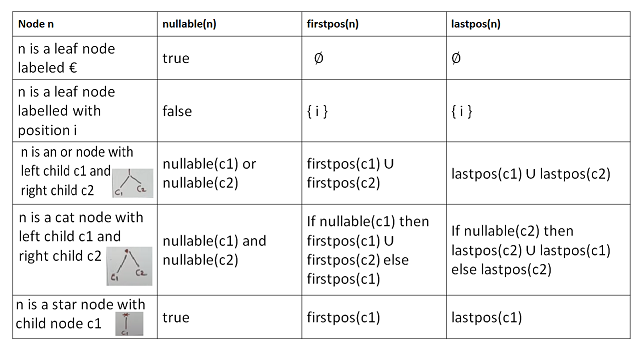 Node n
nullable(n)
firstpos(n)
lastpos(n)
n is a leaf node
labeled €
true
Ø
Ø
n is a leaf node
labelled with
position i
false
{ i }
{ i }
n is an or node with
left child c1 and
right child c2
|
C1 C2
nullable(c1) or
nullable(c2)
firstpos(c1) U
firstpos(c2)
lastpos(c1) U lastpos(c2)
n is a cat node with
left child c1 and
right child c2
C1 C2
nullable(c1) and
nullable(c2)
If nullable(c1) then
firstpos(c1) U
firstpos(c2) else
firstpos(c1)
If nullable(c2) then
lastpos(c2) U lastpos(c1)
else lastpos(c2)
n is a star node with
child node c1
*
C1
true
firstpos(c1)
lastpos(c1)